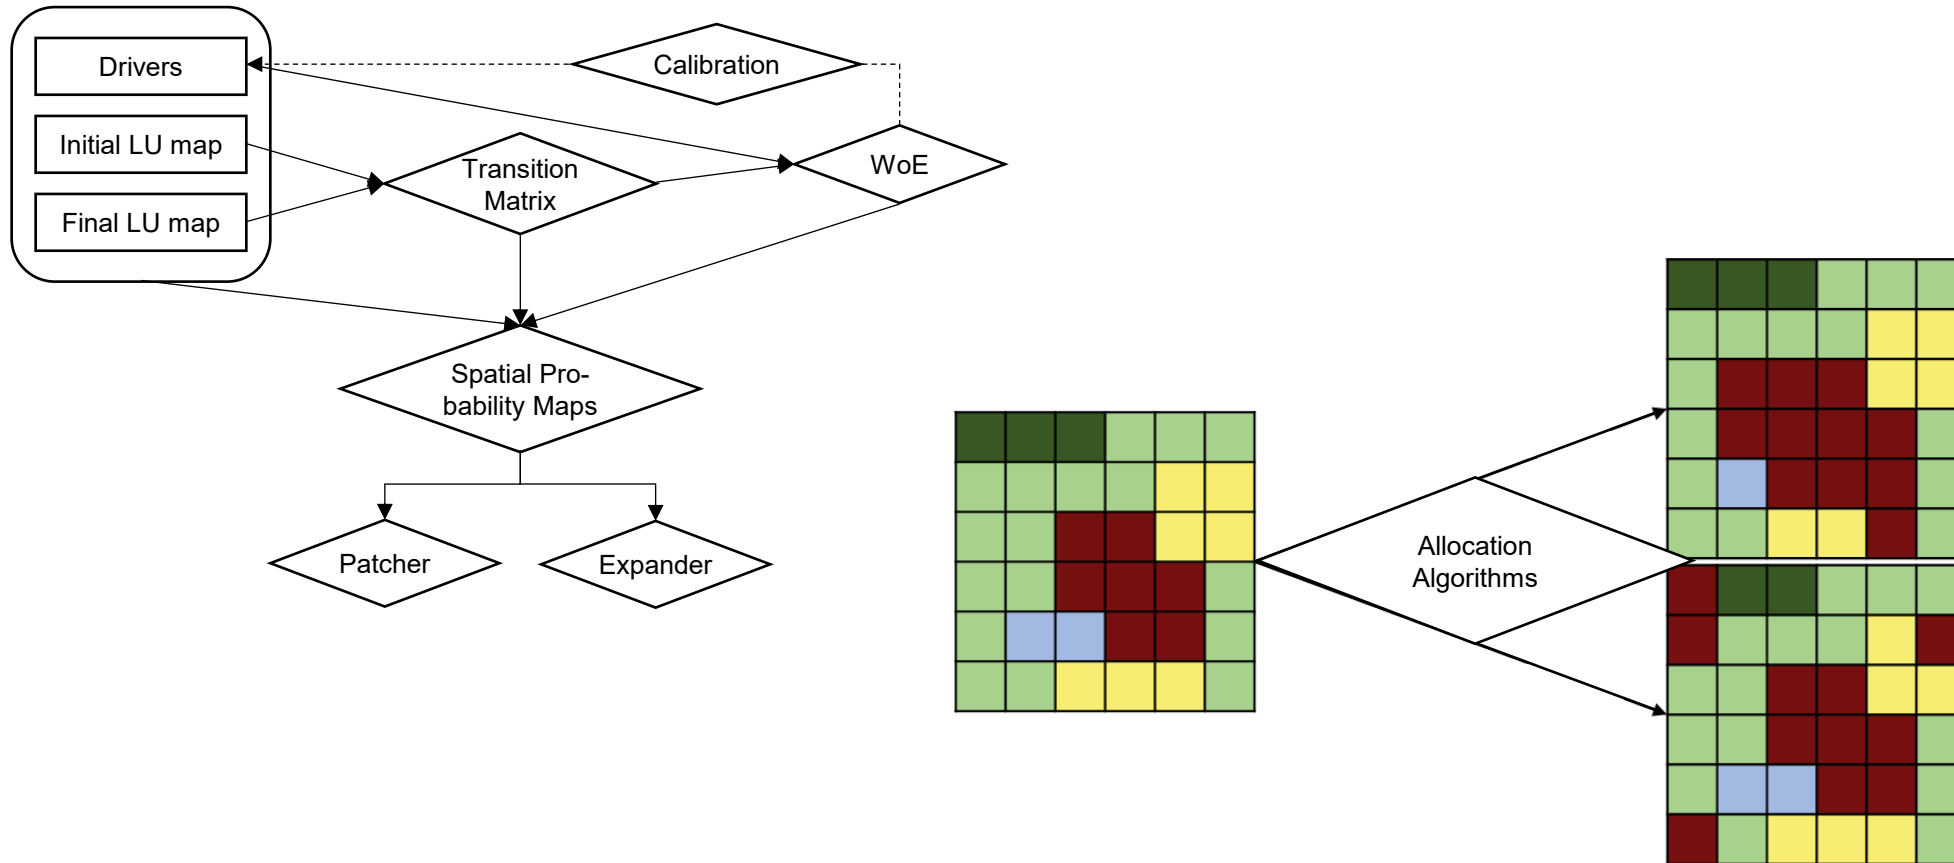 Drivers
Calibration
Initial LU map
Transition
Matrix
WoE
Final LU map
Spatial Pro-
bability Maps
Patcher
Expander
Allocation
Algorithms